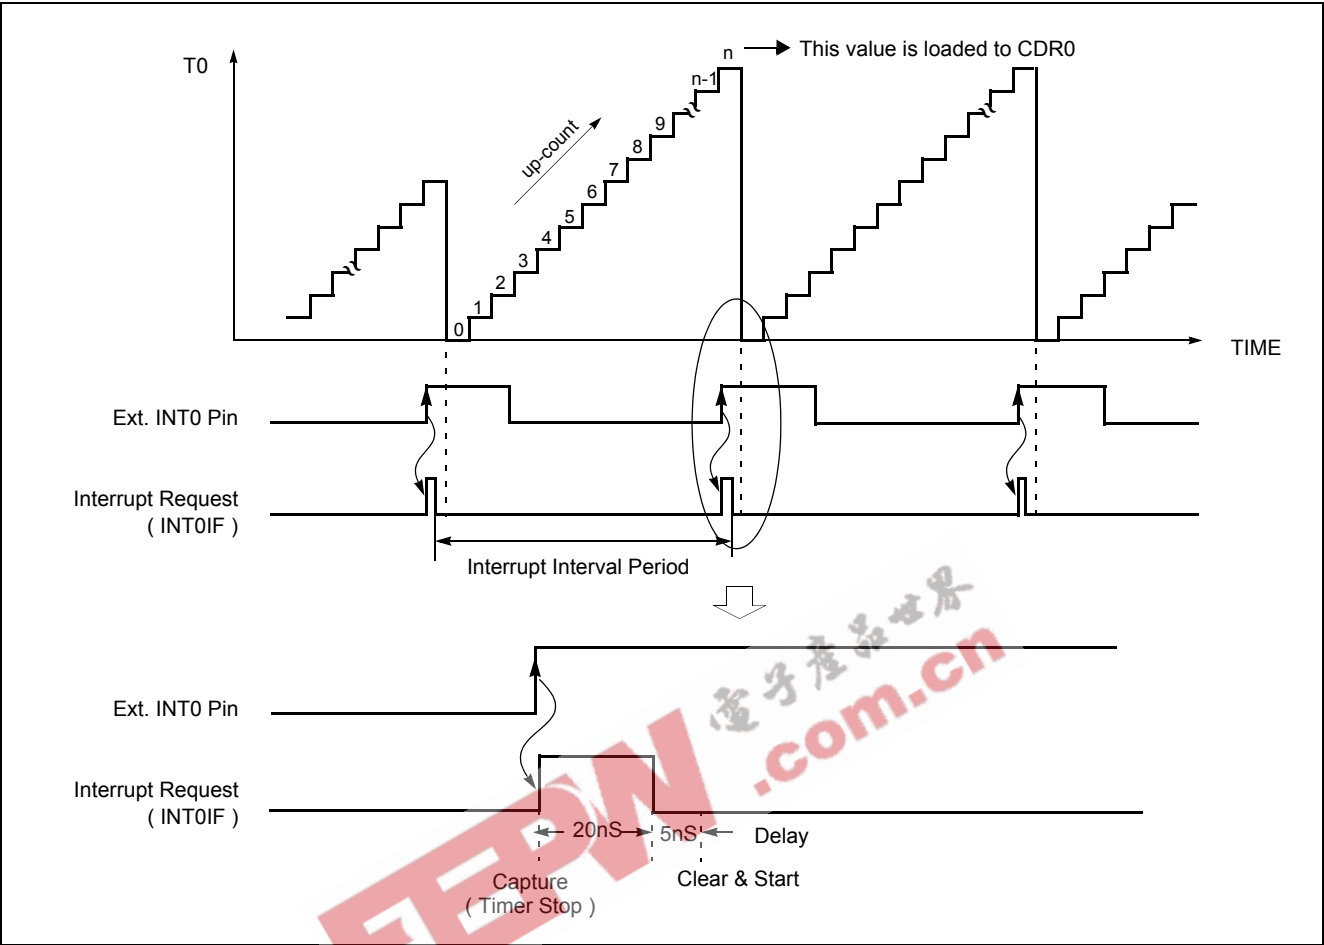 n
This value is loaded to CDR0
T0
n-1
9
up-count
8
7
6
5
4
3
2
1
0
TIME
Ext. INT0 Pin
Interrupt Request
( INT0IF )
Interrupt Interval Period
電子產品世界
.com.cn
EEPW
Ext. INT0 Pin
Interrupt Request
( INT0IF )
20nS
5nS
Delay
Capture
( Timer Stop )
Clear & Start